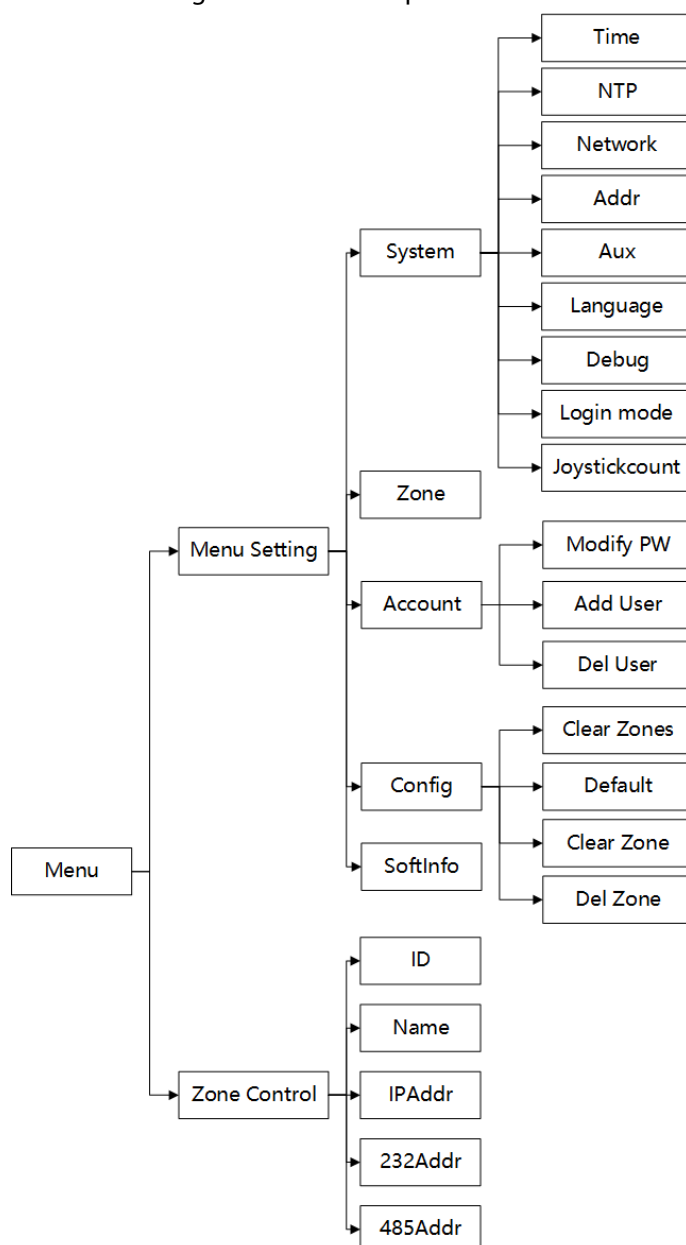 Time
NTP
Network
Addr
System
Aux
Language
Debug
Login mode
Joystickcount
Zone
Menu Setting
Modify PW
Account
Add User
Del User
Clear Zones
Config
Default
Clear Zone
Menu
SoftInfo
Del Zone
ID
Name
Zone Control
IPAddr
232Addr
485Addr